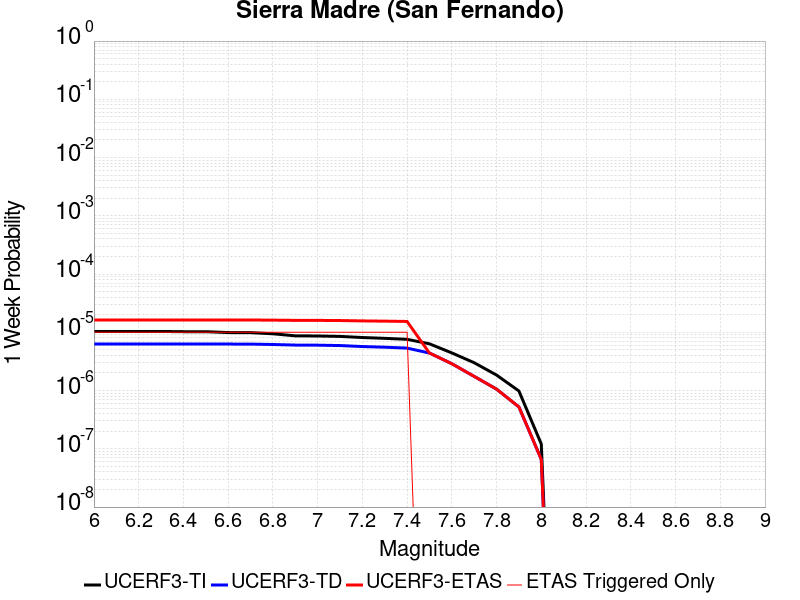 Sierra Madre (San Fernando)
10^0
10^-1
10^-2
10^-3
10^-4
10^-5
10^-6
10^-7
10^-8
1 Week Probability
6 6.2 6.4 6.6 6.8 7 7.2 7.4 7.6 7.8 8 8.2 8.4 8.6 8.8 9
Magnitude
UCERF3-TI UCERF3-TD UCERF3-ETAS ETAS Triggered Only